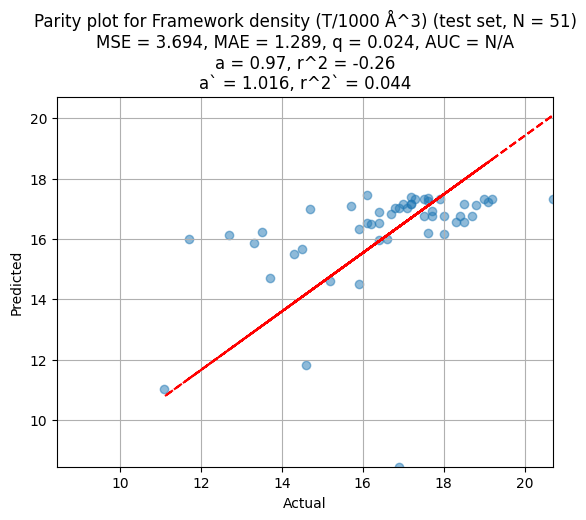 Parity plot for Framework density (T/1000 Å^3) (test set, N = 51)
MSE = 3.694, MAE = 1.289, q = 0.024, AUC = N/A
a = 0.97, r^2 = -0.26
a` = 1.016, r^2` = 0.044
20
18
16
14
12
10
Predicted
10 12 14 16 18 20
Actual